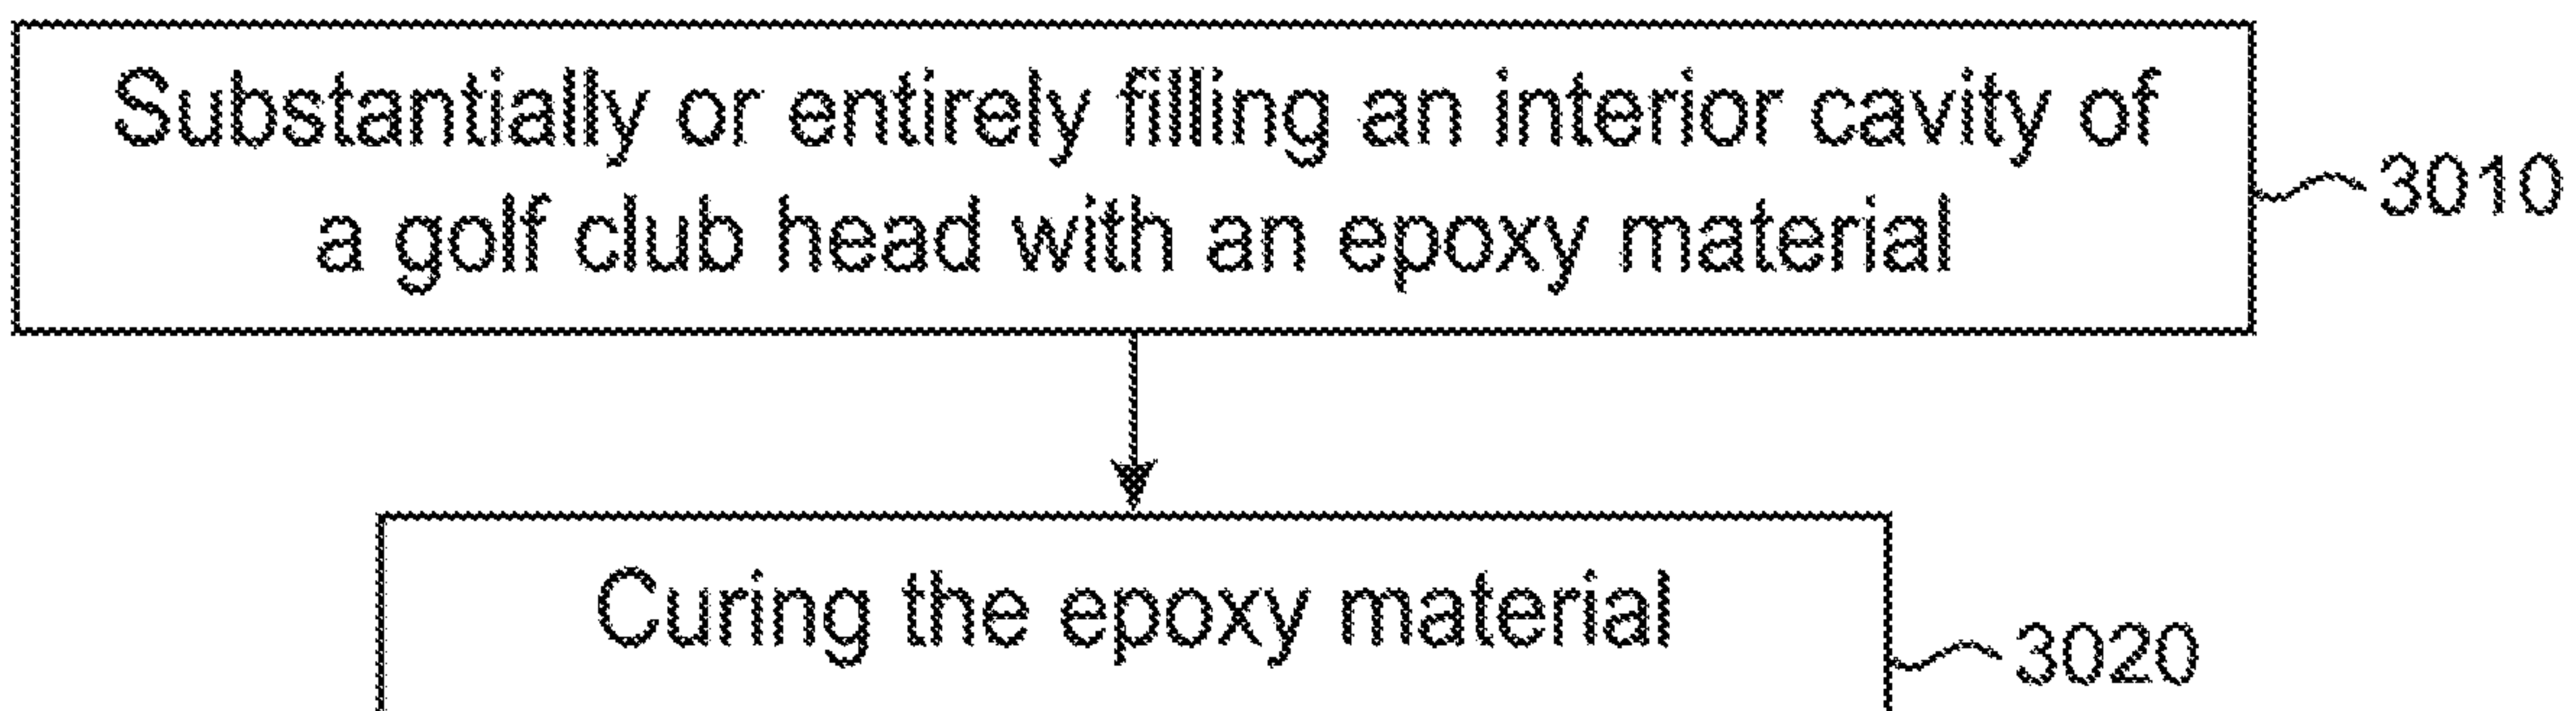 Substantially or entirely filling an interior cavity of
a golf club head with an epoxy material
3010
Curing the epoxy material
3020